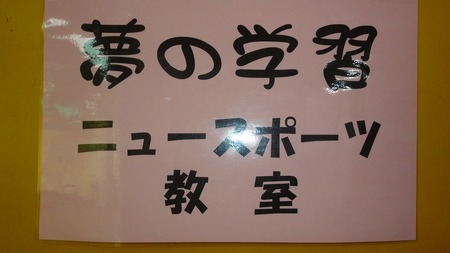 夢の学習
ニュースポーツ
教 室